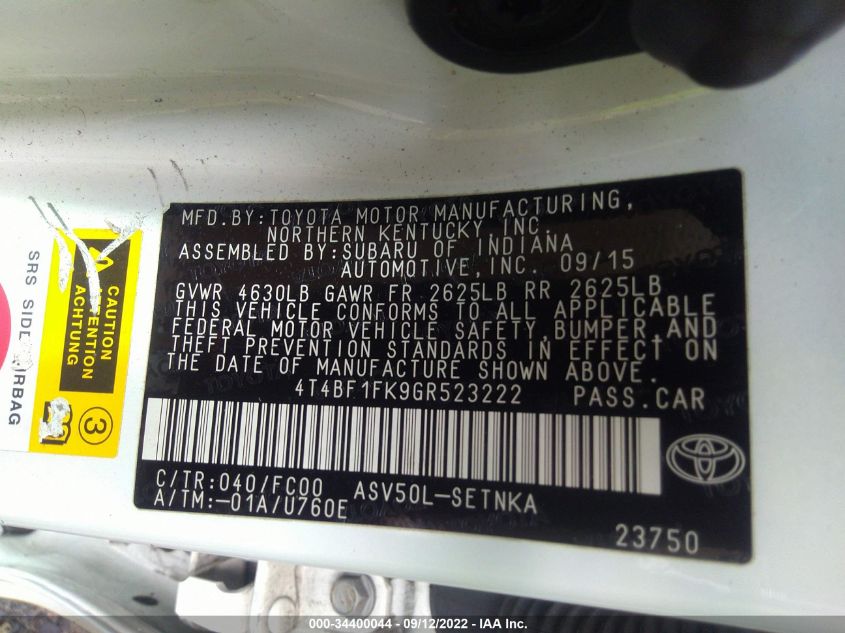 MFD.BY:TOYOTA MOTOR MANUFACTURING,
NORTHERN KENTUCKY, INC.
ASSEMBLED BY:SUBARU OF INDIANA
AUTOMOTIVE,INC. 09/15
GVWR 4630LB GAWR FR 2625LB RR 2625LB
THIS VEHICLE CONFORMS TO ALL APPLICABLE
FEDERAL MOTOR VEHICLE SAFETY,BUMPER,AND
THEFT PREVENTION STANDARDS IN EFFECT ON
THE DATE OF MANUFACTURE SHOWN ABOVE.
4T4BF1FK9GR523222 PASS.CAR
C/TR:040/FC00 ASV50L-SETNKA
A/TM:-01A/U760E
23750
CAUTION
ATTENTION
ACHTUNG
SRS SIDE AIRBAG
3
000-34400044 - 09/12/2022 - IAA Inc.